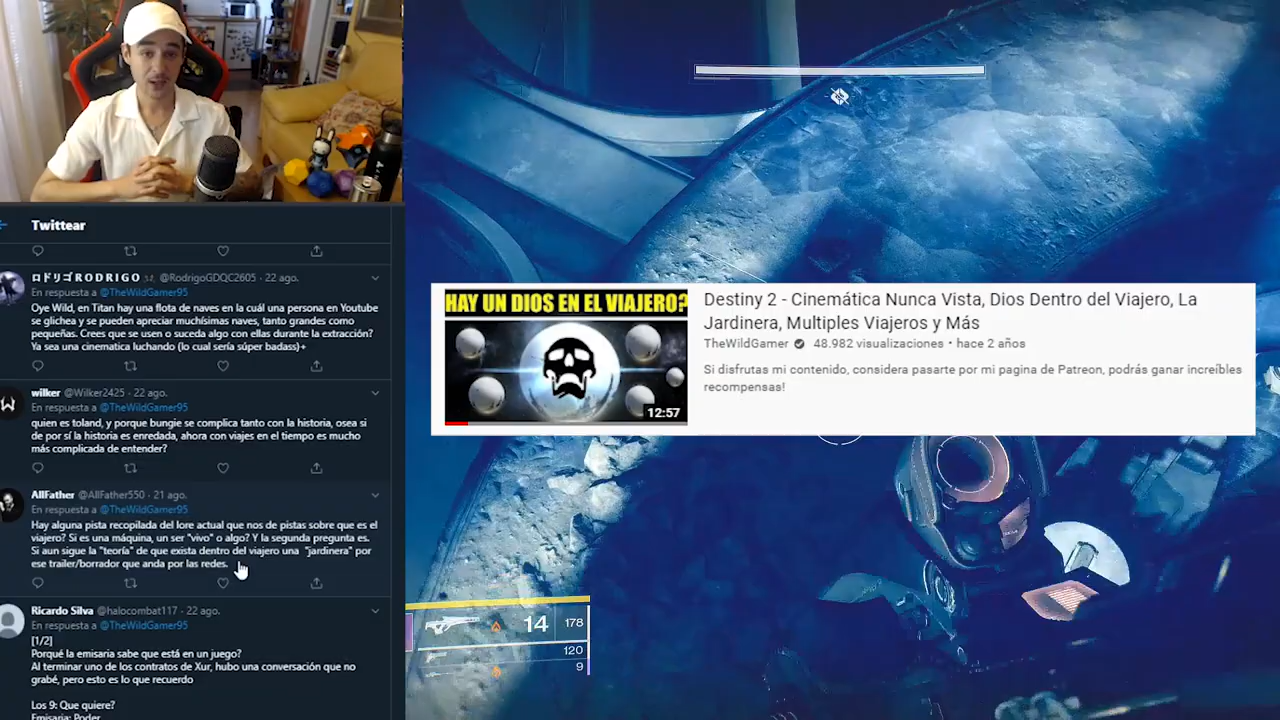 Twittear
ロドリゴRODRIGO @RodrigoGDQC2605 · 22 ago.
En respuesta a @TheWildGamer95
Oye Wild, en Titan hay una flota de naves en la cuál una persona en Youtube
se glichea y se pueden apreciar muchísimas naves, tanto grandes como
pequeñas. Crees que se usen o suceda algo con ellas durante la extracción?
Ya sea una cinematica luchando (lo cual sería súper badass)+
wilker @Wilker2425 · 22 ago.
En respuesta a @TheWildGamer95
quien es toland, y porque bungie se complica tanto con la historia, osea si
de por sí la historia es enredada, ahora con viajes en el tiempo es mucho
más complicada de entender?
AllFather @AllFather550 · 21 ago.
En respuesta a @TheWildGamer95
Hay alguna pista recopilada del lore actual que nos de pistas sobre que es el
viajero? Si es una máquina, un ser "vivo" o algo? Y la segunda pregunta es.
Si aun sigue la "teoría" de que exista dentro del viajero una "jardinera" por
ese trailer/borrador que anda por las redes.
Ricardo Silva @halocombat117 · 22 ago.
En respuesta a @TheWildGamer95
[1/2]
Porqué la emisaria sabe que está en un juego?
Al terminar uno de los contratos de Xur, hubo una conversación que no
grabé, pero esto es lo que recuerdo
Los 9: Que quiere?
Emisaria: Poder
HAY UN DIOS EN EL VIAJERO?
12:57
Destiny 2 - Cinemática Nunca Vista, Dios Dentro del Viajero, La
Jardinera, Multiples Viajeros y Más
TheWildGamer 48.982 visualizaciones • hace 2 años
Si disfrutas mi contenido, considera pasarte por mi pagina de Patreon, podrás ganar increíbles
recompensas!
14 178
120
9